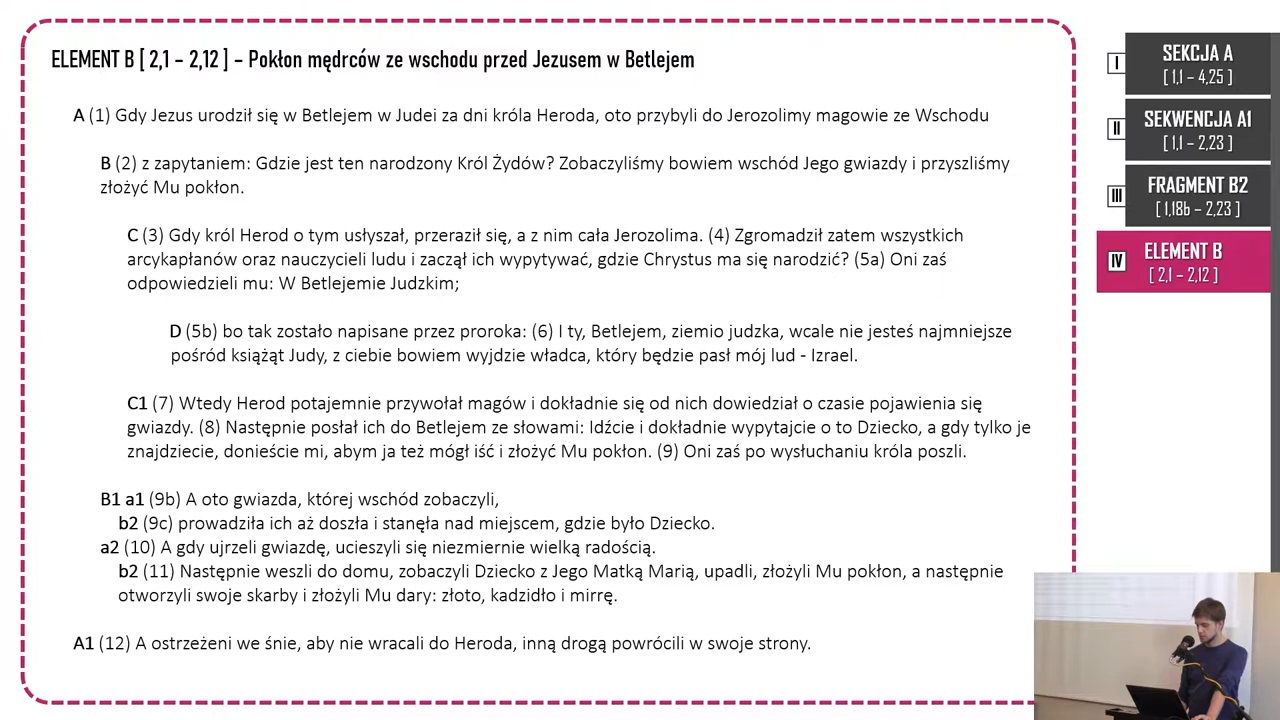 ELEMENT B [ 2,1 – 2,12 ] – Pokłon mędrców ze wschodu przed Jezusem w Betlejem
A (1) Gdy Jezus urodził się w Betlejem w Judei za dni króla Heroda, oto przybyli do Jerozolimy magowie ze Wschodu
B (2) z zapytaniem: Gdzie jest ten narodzony Król Żydów? Zobaczyliśmy bowiem wschód Jego gwiazdy i przyszliśmy
złożyć Mu pokłon.
C (3) Gdy król Herod o tym usłyszał, przeraził się, a z nim cała Jerozolima. (4) Zgromadził zatem wszystkich
arcykapłanów oraz nauczycieli ludu i zaczął ich wypytywać, gdzie Chrystus ma się narodzić? (5a) Oni zaś
odpowiedzieli mu: W Betlejemie Judzkim;
D (5b) bo tak zostało napisane przez proroka: (6) I ty, Betlejem, ziemio judzka, wcale nie jesteś najmniejsze
pośród książąt Judy, z ciebie bowiem wyjdzie władca, który będzie pasł mój lud - Izrael.
C1 (7) Wtedy Herod potajemnie przywołał magów i dokładnie się od nich dowiedział o czasie pojawienia się
gwiazdy. (8) Następnie posłał ich do Betlejem ze słowami: Idźcie i dokładnie wypytajcie o to Dziecko, a gdy tylko je
znajdziecie, donieście mi, abym ja też mógł iść i złożyć Mu pokłon. (9) Oni zaś po wysłuchaniu króla poszli.
B1 a1 (9b) A oto gwiazda, której wschód zobaczyli,
b2 (9c) prowadziła ich aż doszła i stanęła nad miejscem, gdzie było Dziecko.
a2 (10) A gdy ujrzeli gwiazdę, ucieszyli się niezmiernie wielką radością.
b2 (11) Następnie weszli do domu, zobaczyli Dziecko z Jego Matką Marią, upadli, złożyli Mu pokłon, a następnie
otworzyli swoje skarby i złożyli Mu dary: złoto, kadzidło i mirrę.
A1 (12) A ostrzeżeni we śnie, aby nie wracali do Heroda, inną drogą powrócili w swoje strony.
I SEKCJA A
[ 1,1 – 4,25 ]
II SEKWENCJA A1
[ 1,1 – 2,23 ]
III FRAGMENT B2
[ 1,18b – 2,23 ]
IV ELEMENT B
[ 2,1 – 2,12 ]